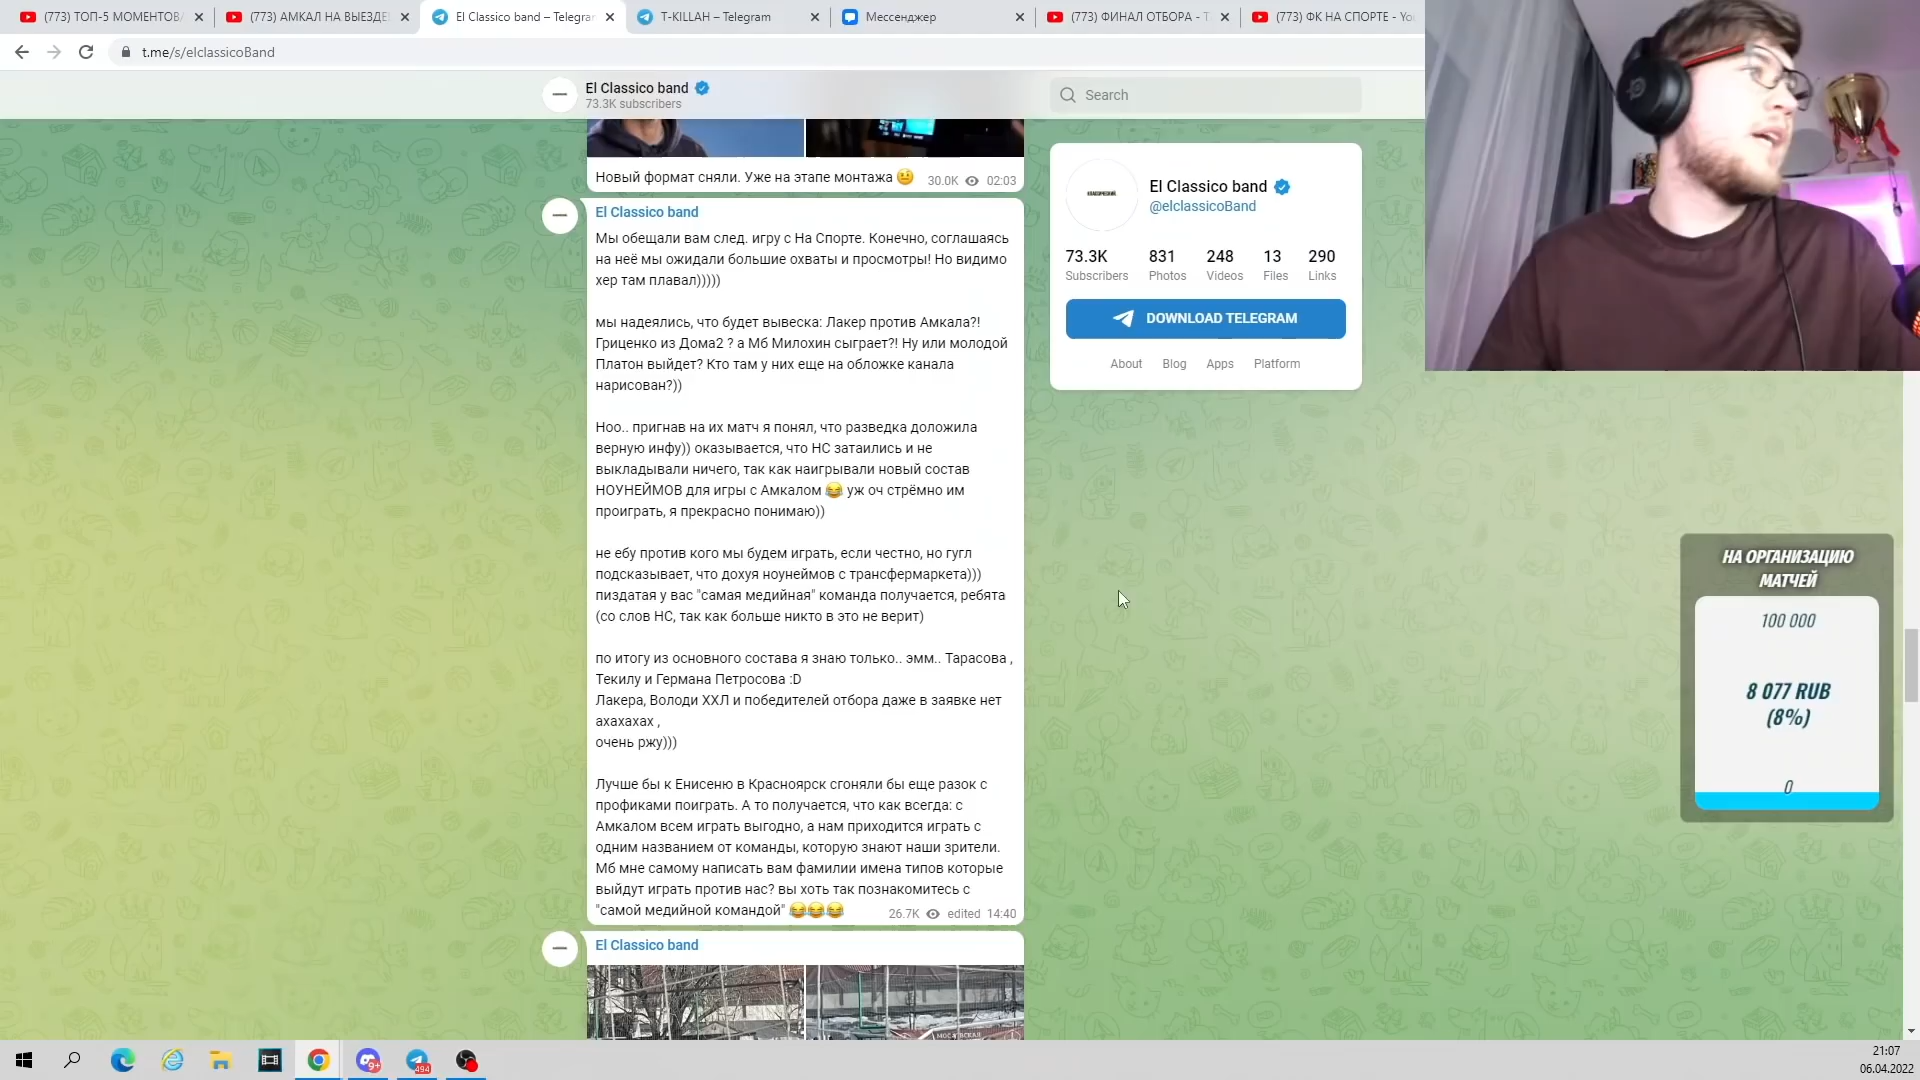 (773) ТОП-5 МОМЕНТОВ
(773) АМКАЛ НА ВЫЕЗДЕ
El Classico band – Telegram
T-KILLAH – Telegram
Мессенджер
(773) ФИНАЛ ОТБОРА -
(773) ФК НА СПОРТЕ - You
t.me/s/elclassicoBand
El Classico band
73.3K subscribers
Search
Новый формат сняли. Уже на этапе монтажа 🤨 30.0K 02:03
El Classico band
Мы обещали вам след. игру с На Спорте. Конечно, соглашаясь
на неё мы ожидали большие охваты и просмотры! Но видимо
хер там плавал)))))
мы надеялись, что будет вывеска: Лакер против Амкала?!
Гриценко из Дома2 ? а Мб Милохин сыграет?! Ну или молодой
Платон выйдет? Кто там у них еще на обложке канала
нарисован?))
Ноо.. пригнав на их матч я понял, что разведка доложила
верную инфу)) оказывается, что НС затаились и не
выкладывали ничего, так как наигрывали новый состав
НОУНЕЙМОВ для игры с Амкалом 😂 уж оч стрёмно им
проиграть, я прекрасно понимаю))
не ебу против кого мы будем играть, если честно, но гугл
подсказывает, что дохуя ноунеймов с трансфермаркета)))
пиздатая у вас "самая медийная" команда получается, ребята
(со слов НС, так как больше никто в это не верит)
по итогу из основного состава я знаю только.. эмм.. Тарасова ,
Текилу и Германа Петросова :D
Лакера, Володи ХХЛ и победителей отбора даже в заявке нет
ахахахах ,
очень ржу)))
Лучше бы к Енисеню в Красноярск сгоняли бы еще разок с
профиками поиграть. А то получается, что как всегда: с
Амкалом всем играть выгодно, а нам приходится играть с
одним названием от команды, которую знают наши зрители.
Мб мне самому написать вам фамилии имена типов которые
выйдут играть против нас? вы хоть так познакомитесь с
"самой медийной командой" 😂😂😂 26.7K edited 14:40
El Classico band
El Classico band
@elclassicoBand
73.3K 831 248 13 290
Subscribers Photos Videos Files Links
DOWNLOAD TELEGRAM
About Blog Apps Platform
НА ОРГАНИЗАЦИЮ
МАТЧЕЙ
100 000
8 077 RUB
(8%)
0
9+
494
21:07
06.04.2022